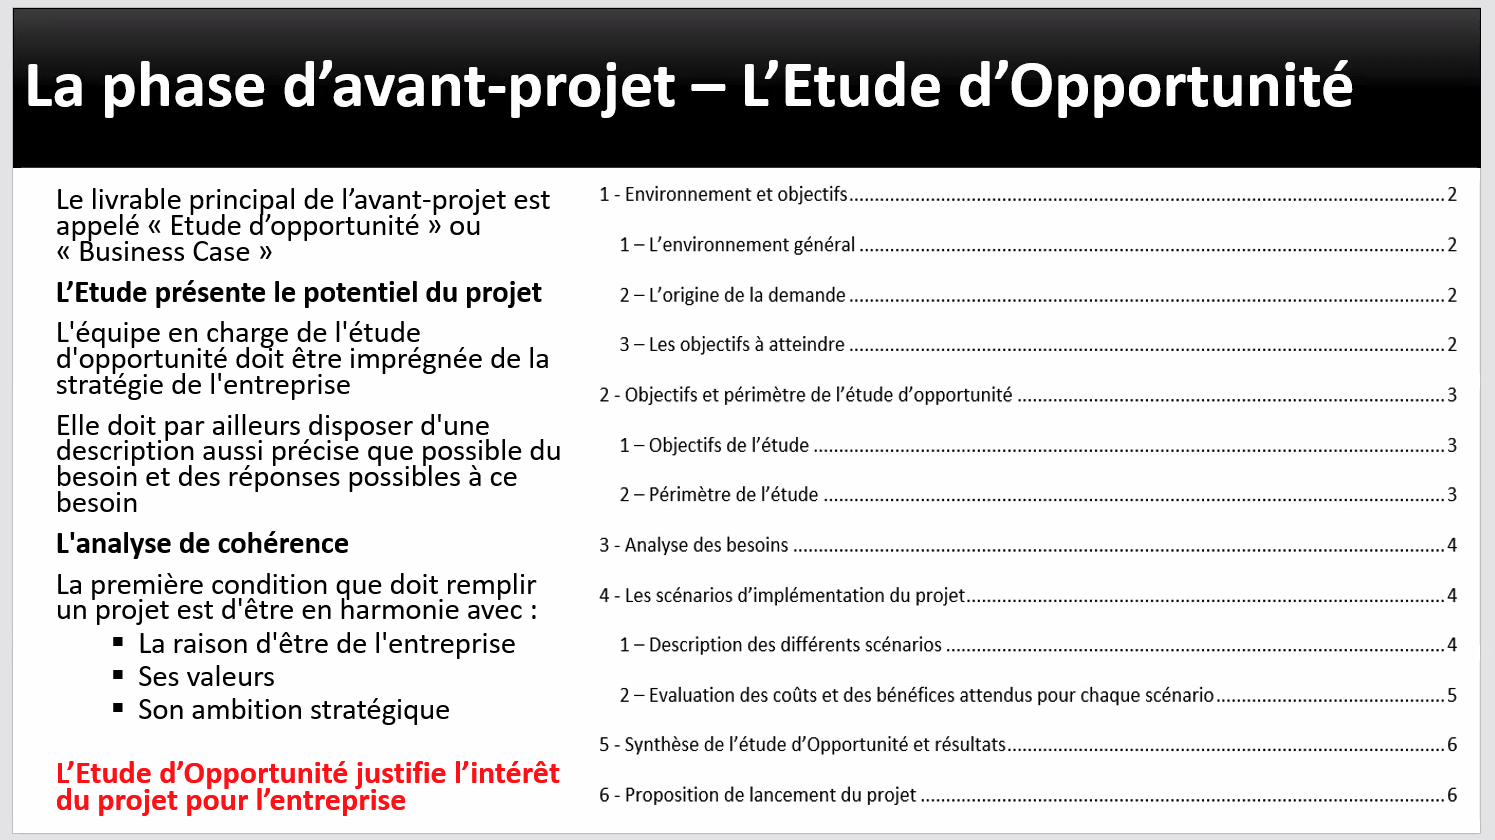 La phase d’avant-projet – L’Etude d’Opportunité
Le livrable principal de l’avant-projet est
appelé « Etude d’opportunité » ou
« Business Case »
L’Etude présente le potentiel du projet
L'équipe en charge de l'étude
d'opportunité doit être imprégnée de la
stratégie de l'entreprise
Elle doit par ailleurs disposer d'une
description aussi précise que possible du
besoin et des réponses possibles à ce
besoin
L'analyse de cohérence
La première condition que doit remplir
un projet est d'être en harmonie avec :
▪ La raison d'être de l'entreprise
▪ Ses valeurs
▪ Son ambition stratégique
L’Etude d’Opportunité justifie l’intérêt
du projet pour l’entreprise
1 - Environnement et objectifs........2
1 – L’environnement général........2
2 – L’origine de la demande........2
3 – Les objectifs à atteindre........2
2 - Objectifs et périmètre de l’étude d’opportunité........3
1 – Objectifs de l’étude........3
2 – Périmètre de l’étude........3
3 - Analyse des besoins........4
4 - Les scénarios d’implémentation du projet........4
1 – Description des différents scénarios........4
2 – Evaluation des coûts et des bénéfices attendus pour chaque scénario........5
5 - Synthèse de l’étude d’Opportunité et résultats........6
6 - Proposition de lancement du projet........6